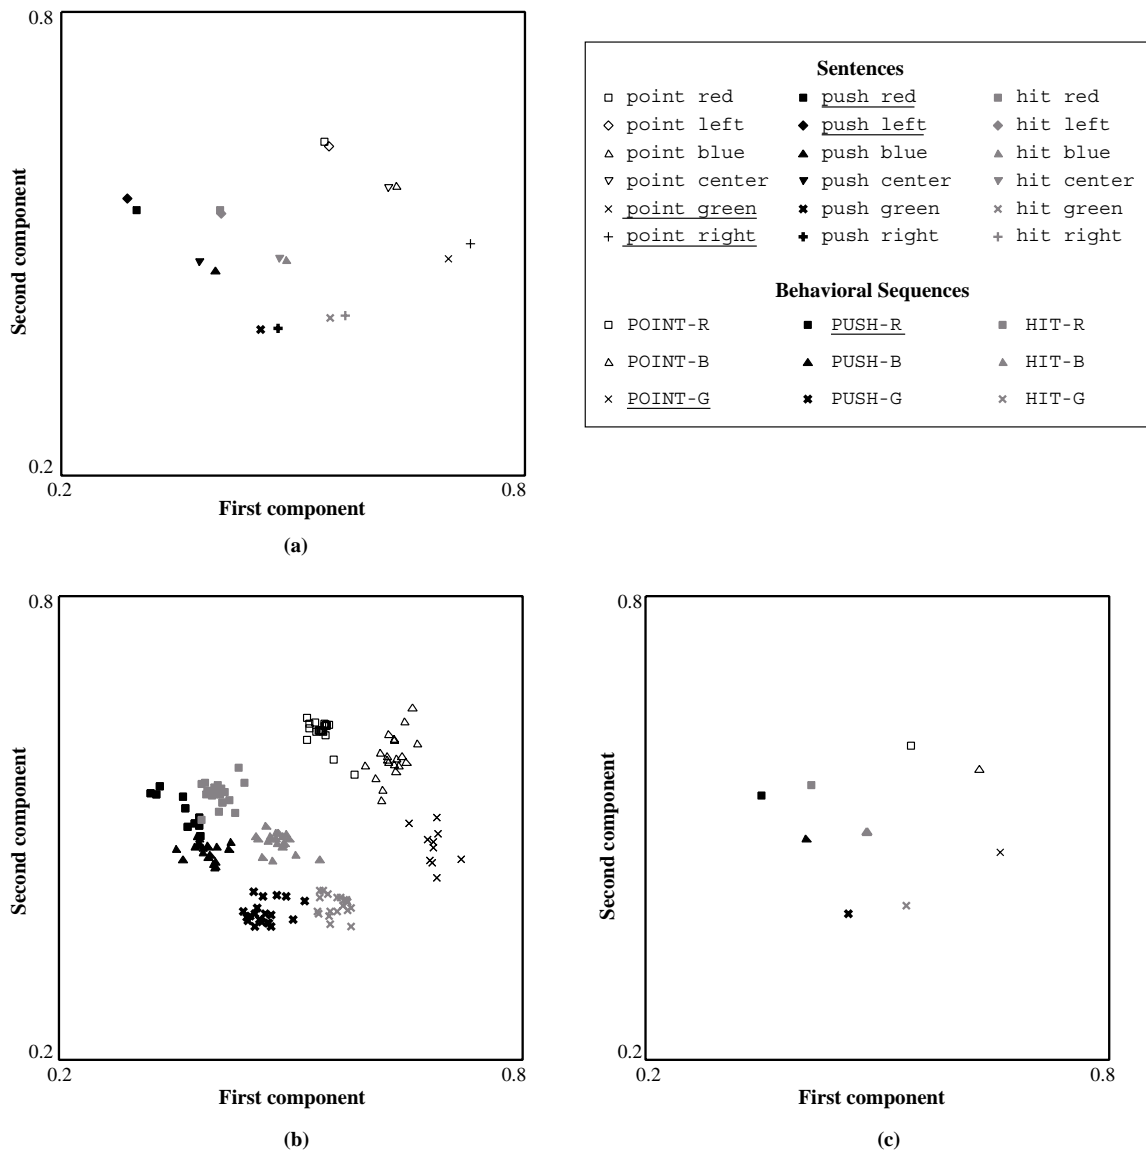 0.8
Second component
0.2
0.2
0.8
First component
(a)
Sentences
point red push red hit red
point left push left hit left
point blue push blue hit blue
point center push center hit center
point green push green hit green
point right push right hit right
Behavioral Sequences
POINT-R PUSH-R HIT-R
POINT-B PUSH-B HIT-B
POINT-G PUSH-G HIT-G
0.8
Second component
0.2
0.2
0.8
First component
(b)
0.8
Second component
0.2
0.2
0.8
First component
(c)